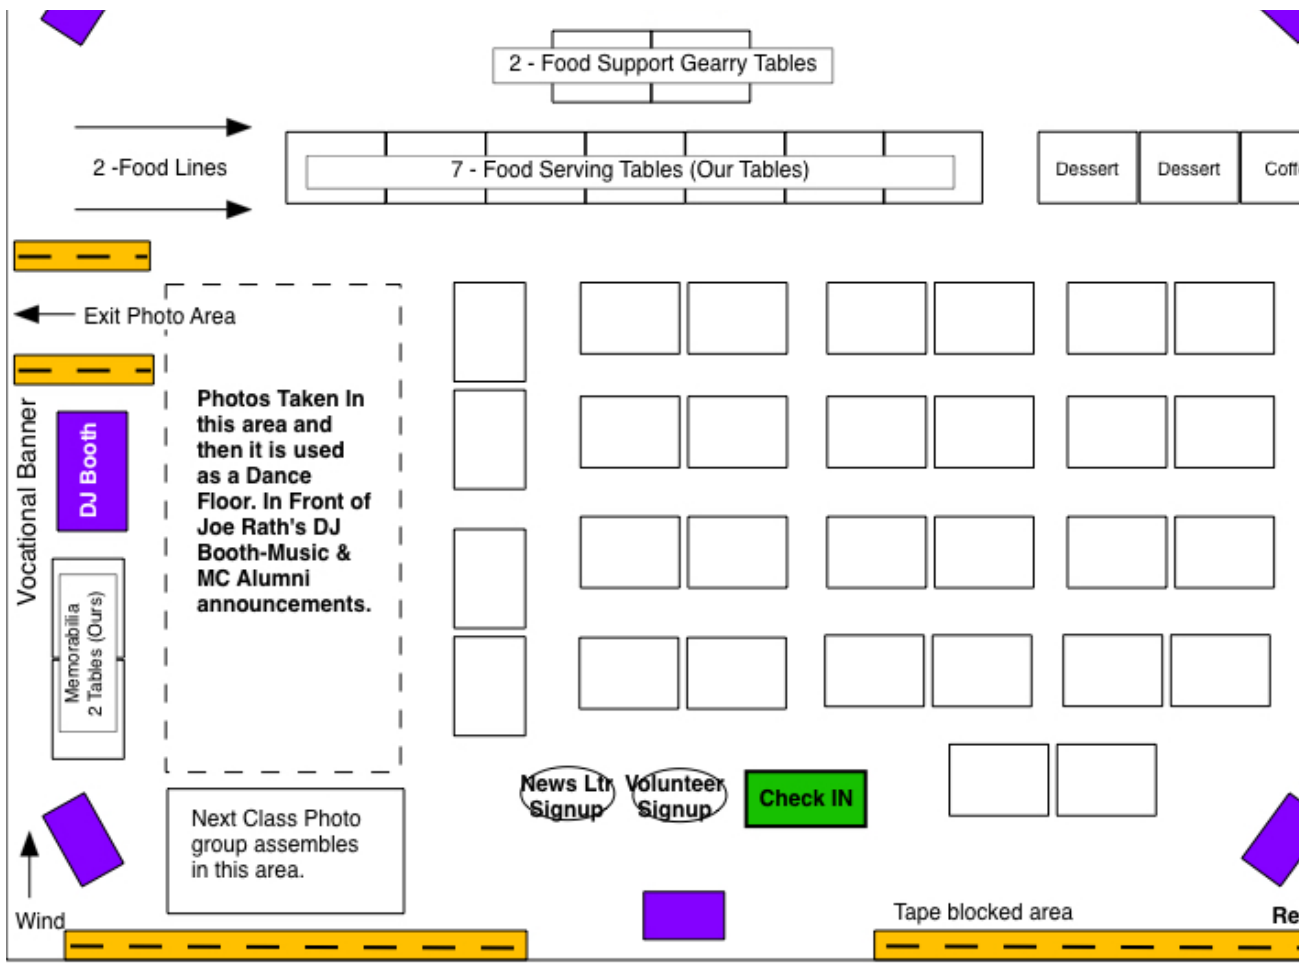 2 - Food Support Gearry Tables
2 -Food Lines
7 - Food Serving Tables (Our Tables)
Dessert
Dessert
Exit Photo Area
Vocational Banner
DJ Booth
Photos Taken In
this area and
then it is used
as a Dance
Floor. In Front of
Joe Rath's DJ
Booth-Music &
MC Alumni
announcements.
Memorabilia
2 Tables (Ours)
News Ltr
Signup
Volunteer
Signup
Check IN
Next Class Photo
group assembles
in this area.
Wind
Tape blocked area